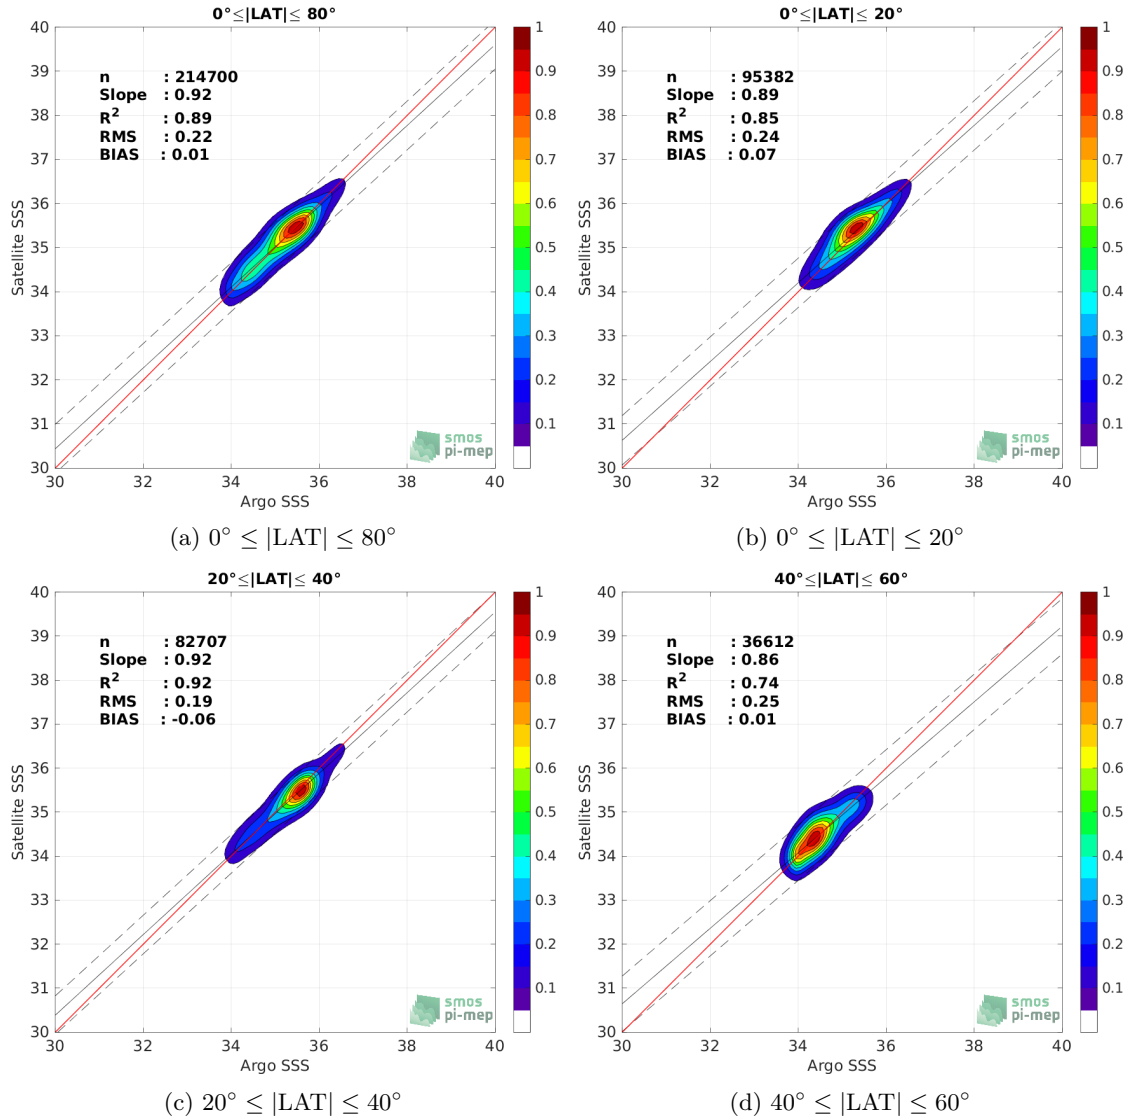 0°≤|LAT|≤ 80°
n : 214700
Slope : 0.92
R² : 0.89
RMS : 0.22
BIAS : 0.01
Satellite SSS
40
39
38
37
36
35
34
33
32
31
30
30 32 34 36 38 40
Argo SSS
smos
pi-mep
1
0.9
0.8
0.7
0.6
0.5
0.4
0.3
0.2
0.1
(a) 0° ≤ |LAT| ≤ 80°
0°≤|LAT|≤ 20°
n : 95382
Slope : 0.89
R² : 0.85
RMS : 0.24
BIAS : 0.07
Satellite SSS
40
39
38
37
36
35
34
33
32
31
30
30 32 34 36 38 40
Argo SSS
smos
pi-mep
1
0.9
0.8
0.7
0.6
0.5
0.4
0.3
0.2
0.1
(b) 0° ≤ |LAT| ≤ 20°
20°≤|LAT|≤ 40°
n : 82707
Slope : 0.92
R² : 0.92
RMS : 0.19
BIAS : -0.06
Satellite SSS
40
39
38
37
36
35
34
33
32
31
30
30 32 34 36 38 40
Argo SSS
smos
pi-mep
1
0.9
0.8
0.7
0.6
0.5
0.4
0.3
0.2
0.1
(c) 20° ≤ |LAT| ≤ 40°
40°≤|LAT|≤ 60°
n : 36612
Slope : 0.86
R² : 0.74
RMS : 0.25
BIAS : 0.01
Satellite SSS
40
39
38
37
36
35
34
33
32
31
30
30 32 34 36 38 40
Argo SSS
smos
pi-mep
1
0.9
0.8
0.7
0.6
0.5
0.4
0.3
0.2
0.1
(d) 40° ≤ |LAT| ≤ 60°